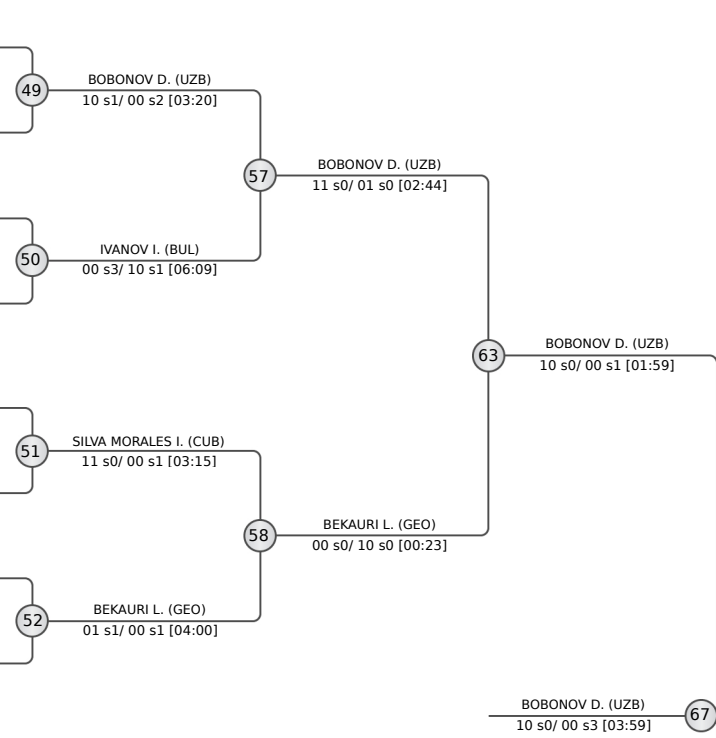 49
BOBONOV D. (UZB)
10 s1/ 00 s2 [03:20]
57
BOBONOV D. (UZB)
11 s0/ 01 s0 [02:44]
50
IVANOV I. (BUL)
00 s3/ 10 s1 [06:09]
63
BOBONOV D. (UZB)
10 s0/ 00 s1 [01:59]
51
SILVA MORALES I. (CUB)
11 s0/ 00 s1 [03:15]
58
BEKAURI L. (GEO)
00 s0/ 10 s0 [00:23]
52
BEKAURI L. (GEO)
01 s1/ 00 s1 [04:00]
BOBONOV D. (UZB)
10 s0/ 00 s3 [03:59]
67